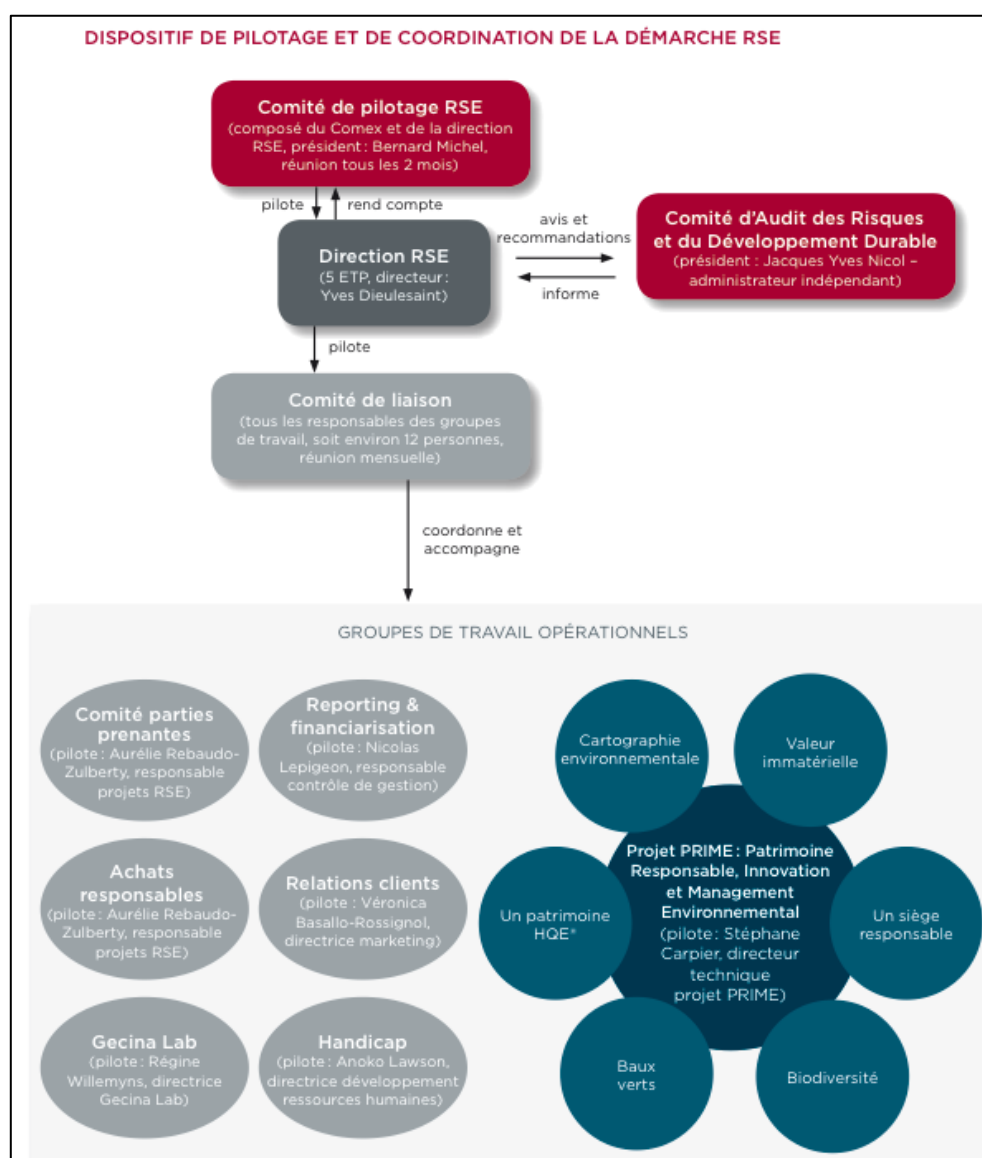 DISPOSITIF DE PILOTAGE ET DE COORDINATION DE LA DÉMARCHE RSE
Comité de pilotage RSE
(composé du Comex et de la direction
RSE, président : Bernard Michel,
réunion tous les 2 mois)
pilote
rend compte
Direction RSE
(5 ETP, directeur :
Yves Dieulesaint)
avis et
recommandations
informe
Comité d'Audit des Risques
et du Développement Durable
(président : Jacques Yves Nicol –
administrateur indépendant)
pilote
Comité de liaison
(tous les responsables des groupes
de travail, soit environ 12 personnes,
réunion mensuelle)
coordonne et
accompagne
GROUPES DE TRAVAIL OPÉRATIONNELS
Comité parties
prenantes
(pilote : Aurélie Rebaudo-
Zulberty, responsable
projets RSE)
Reporting &
financiarisation
(pilote : Nicolas
Lepigeon, responsable
contrôle de gestion)
Achats
responsables
(pilote : Aurélie Rebaudo-
Zulberty, responsable
projets RSE)
Relations clients
(pilote : Véronica
Basallo-Rossignol,
directrice marketing)
Gecina Lab
(pilote : Régine
Willemyns, directrice
Gecina Lab)
Handicap
(pilote : Anoko Lawson,
directrice développement
ressources humaines)
Cartographie
environnementale
Valeur
immatérielle
Projet PRIME : Patrimoine
Responsable, Innovation
et Management
Environnemental
(pilote : Stéphane
Carpier, directeur
technique
projet PRIME)
Un patrimoine
HQE®
Un siège
responsable
Baux
verts
Biodiversité